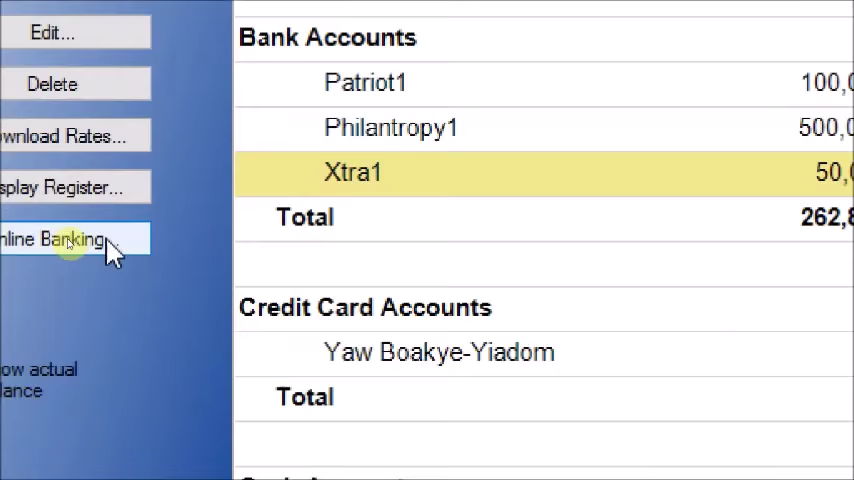 Edit...
Delete
ownload Rates...
splay Register...
nline Banking
ow actual
lance
Bank Accounts
Patriot1 100,0
Philantropy1 500,0
Xtra1 50,0
Total 262,8
Credit Card Accounts
Yaw Boakye-Yiadom
Total